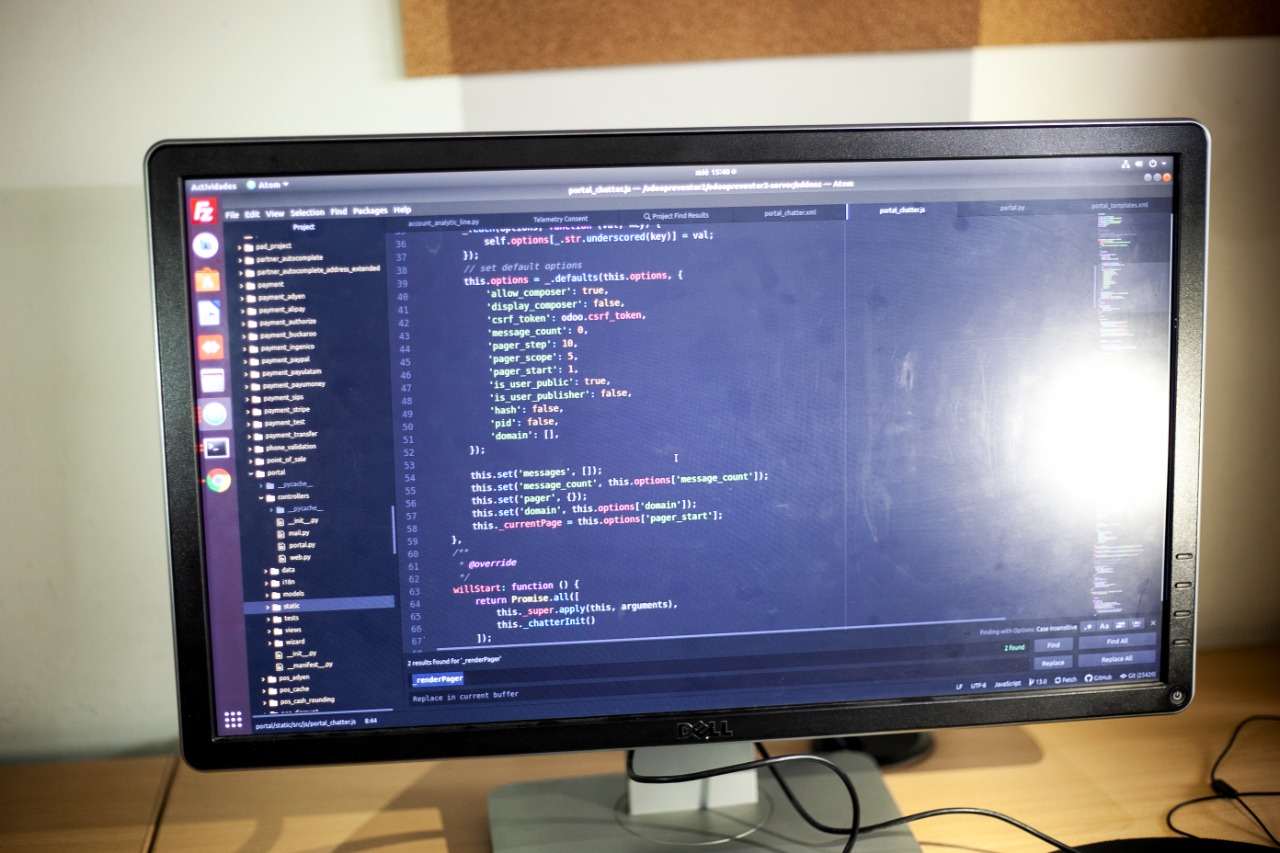 Actividades
Atom
mié 15:40
portal_chatter.js — /odoopreventor2/odoopreventor2-server/addons — Atom
File Edit View Selection Find Packages Help
Project
account_analytic_line.py
Telemetry Consent
Project Find Results
portal_chatter.xml
portal_chatter.js
portal.py
portal_templates.xml
pad_project
partner_autocomplete
partner_autocomplete_address_extended
payment
payment_adyen
payment_alipay
payment_authorize
payment_buckaroo
payment_ingenico
payment_paypal
payment_payulatam
payment_payumoney
payment_sips
payment_stripe
payment_test
payment_transfer
phone_validation
point_of_sale
portal
__pycache__
controllers
__pycache__
__init__.py
mail.py
portal.py
web.py
data
i18n
models
static
tests
views
wizard
__init__.py
__manifest__.py
pos_adyen
pos_cache
pos_cash_rounding
36 self.options[_.str.underscored(key)] = val;
37 });
38 // set default options
39 this.options = _.defaults(this.options, {
40 'allow_composer': true,
41 'display_composer': false,
42 'csrf_token': odoo.csrf_token,
43 'message_count': 0,
44 'pager_step': 10,
45 'pager_scope': 5,
46 'pager_start': 1,
47 'is_user_public': true,
48 'is_user_publisher': false,
49 'hash': false,
50 'pid': false,
51 'domain': [],
52 });
53
54 this.set('messages', []);
55 this.set('message_count', this.options['message_count']);
56 this.set('pager', {});
57 this.set('domain', this.options['domain']);
58 this._currentPage = this.options['pager_start'];
59 },
60 /**
61 * @override
62 */
63 willStart: function () {
64 return Promise.all([
65 this._super.apply(this, arguments),
66 this._chatterInit()
67 ]);
2 results found for '_renderPager'
Finding with Options: Case Insensitive
_renderPager
2 found
Find
Find All
Replace in current buffer
Replace
Replace All
portal/static/src/js/portal_chatter.js 8:44
LF UTF-8 JavaScript 13.0 Fetch GitHub Git (23420)
DELL